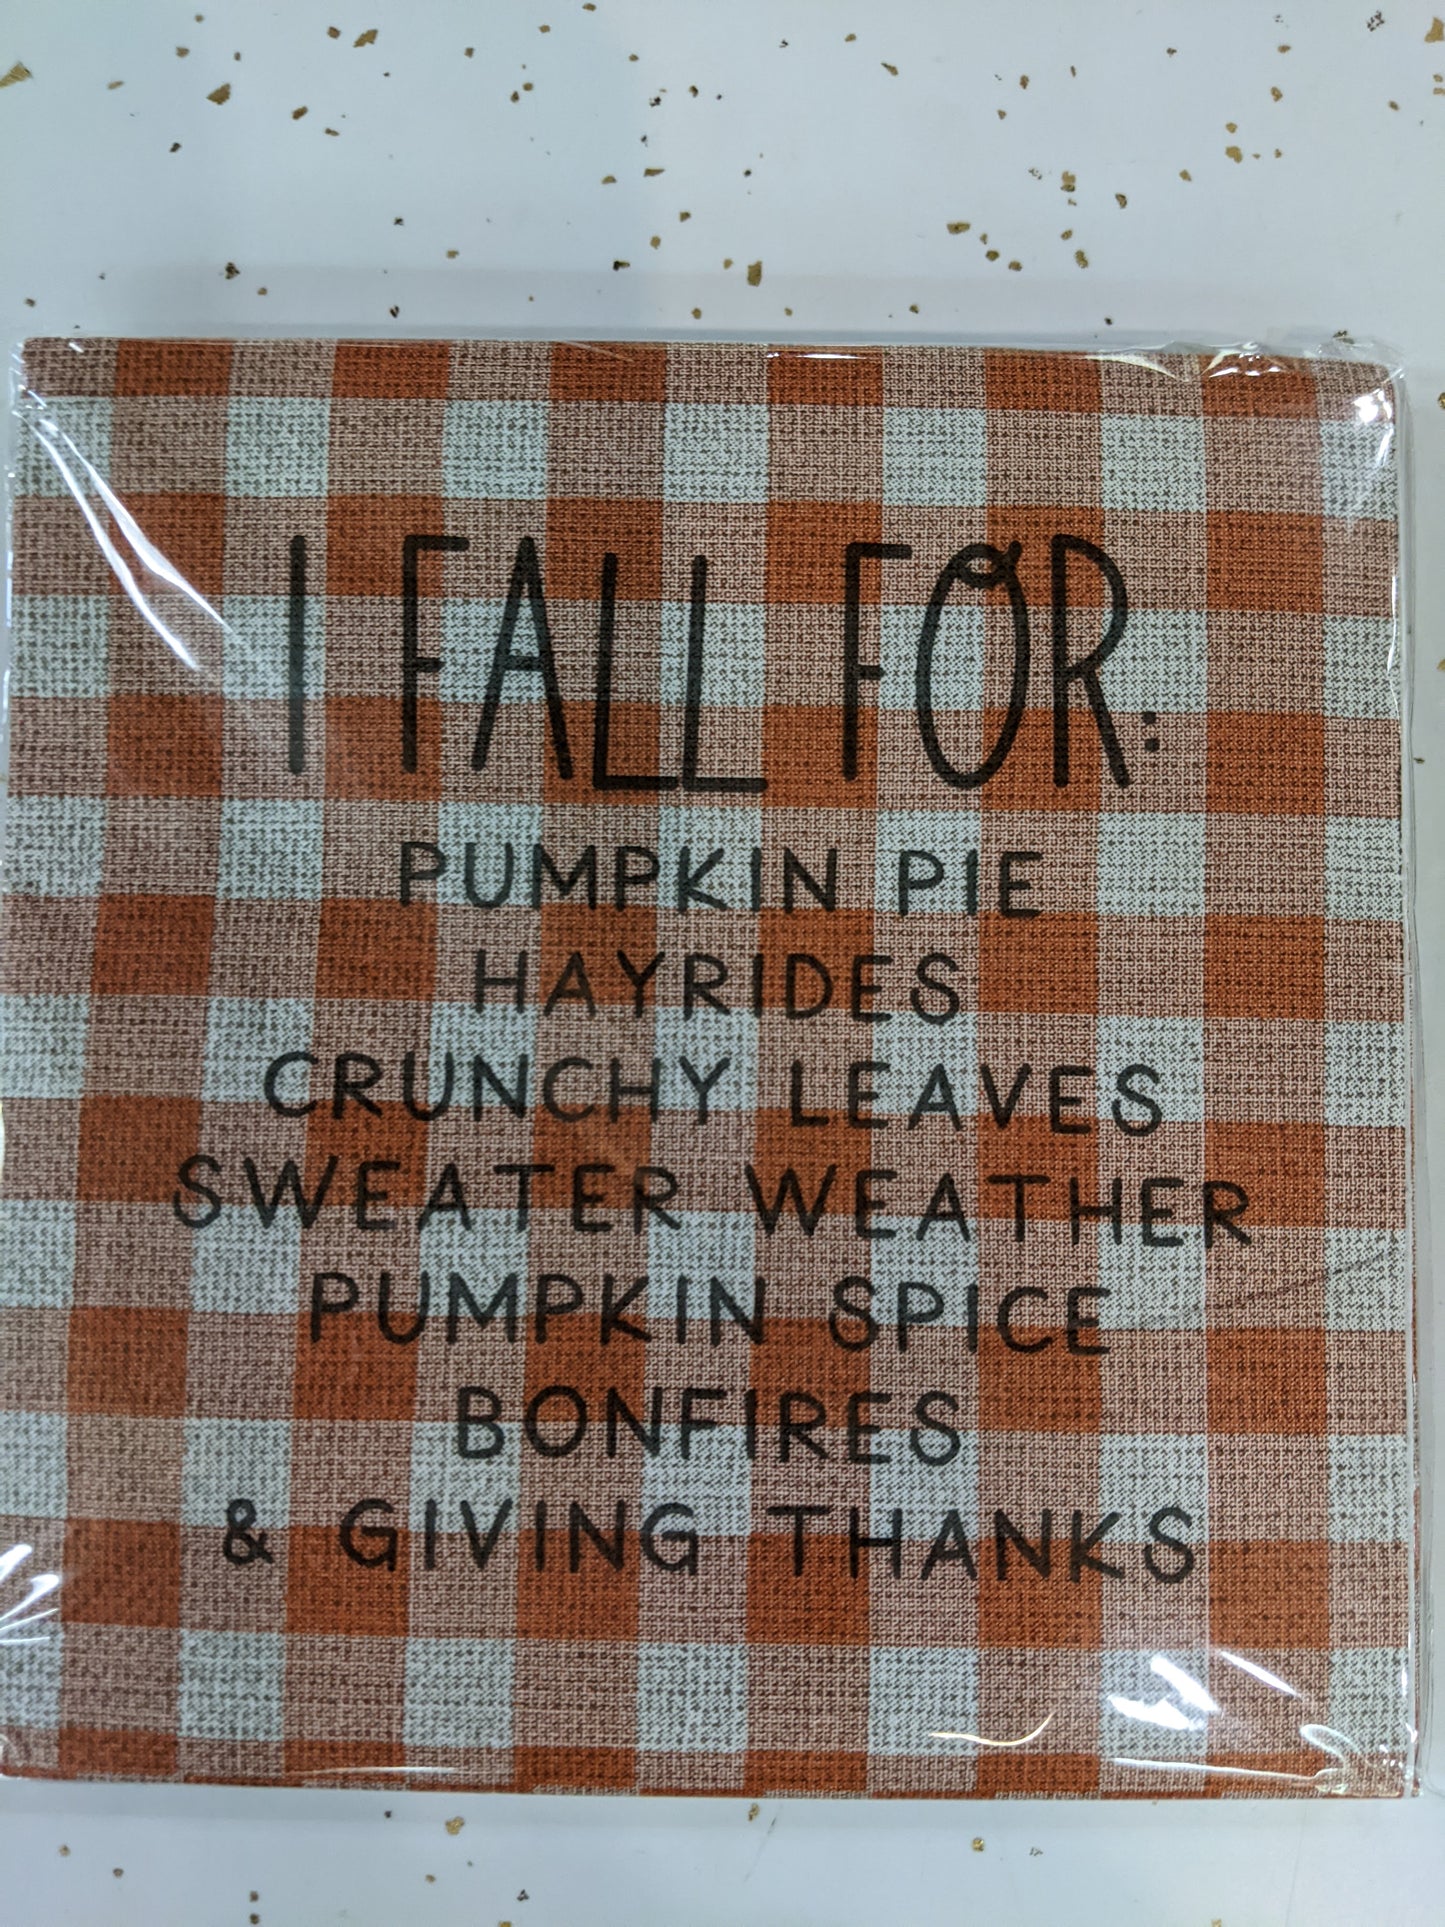 I FALL FOR:
PUMPKIN PIE
HAYRIDES
CRUNCHY LEAVES
SWEATER WEATHER
PUMPKIN SPICE
BONFIRES
& GIVING THANKS